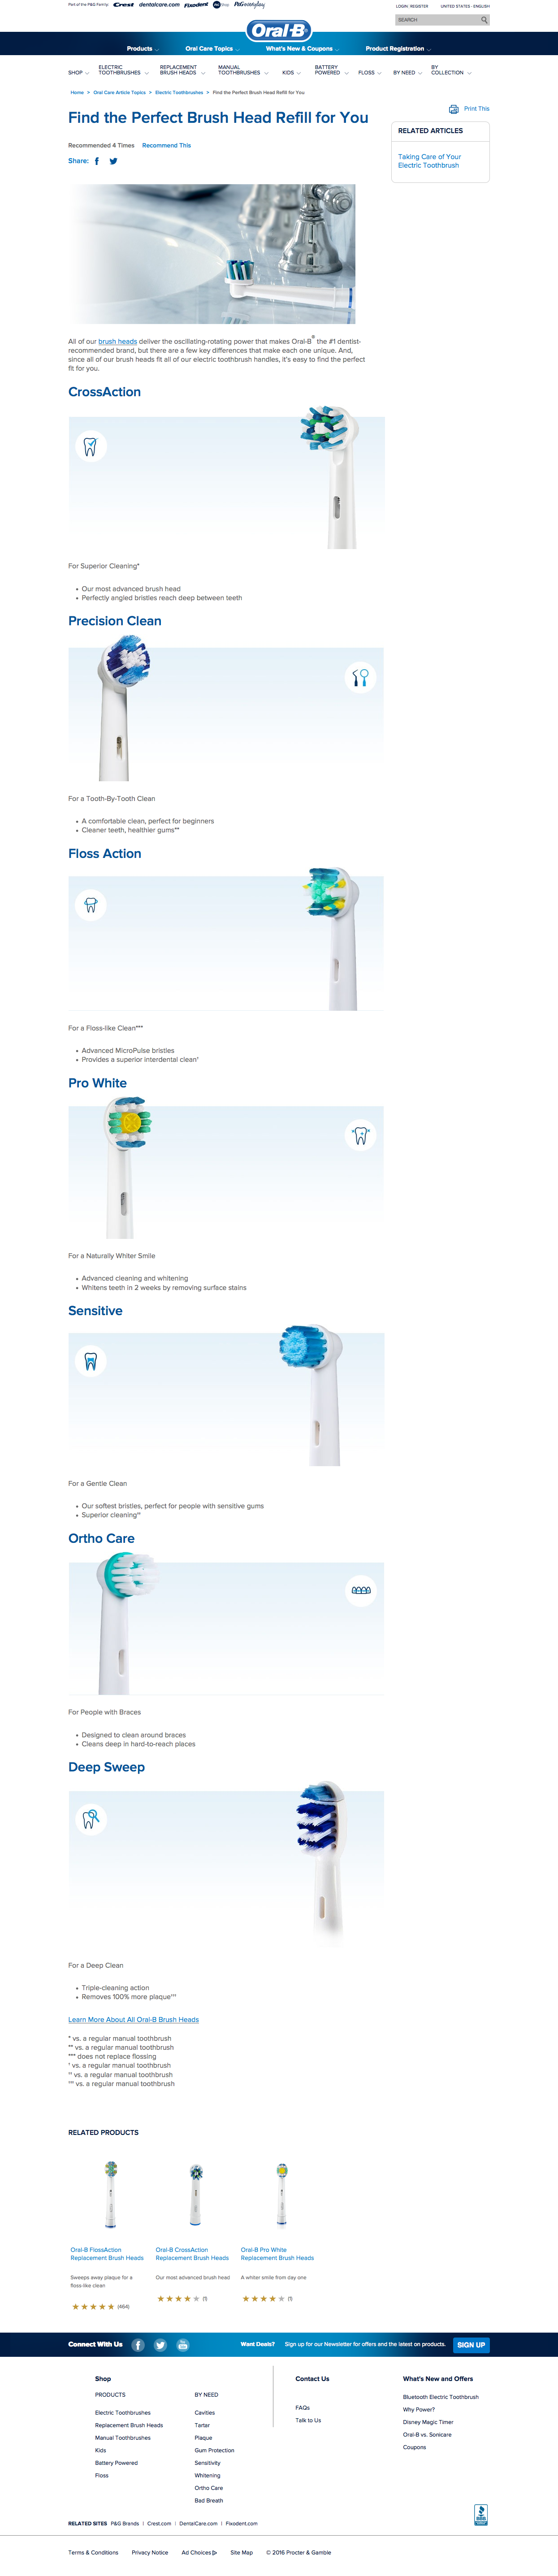 Part of the P&G Family
Crest
dentalcare.com
Fixodent
P&G everyday
LOGIN | REGISTER
UNITED STATES - ENGLISH
SEARCH
Oral-B
Products
Oral Care Topics
What's New & Coupons
Product Registration
SHOP
ELECTRIC TOOTHBRUSHES
REPLACEMENT BRUSH HEADS
MANUAL TOOTHBRUSHES
KIDS
BATTERY POWERED
FLOSS
BY NEED
BY COLLECTION
Home > Oral Care Article Topics > Electric Toothbrushes > Find the Perfect Brush Head Refill for You
Find the Perfect Brush Head Refill for You
Print This
RELATED ARTICLES
Taking Care of Your
Electric Toothbrush
Recommended 4 Times Recommend This
Share:
All of our brush heads deliver the oscillating-rotating power that makes Oral-B® the #1 dentist-
recommended brand, but there are a few key differences that make each one unique. And,
since all of our brush heads fit all of our electric toothbrush handles, it's easy to find the perfect
fit for you.
CrossAction
For Superior Cleaning*
• Our most advanced brush head
• Perfectly angled bristles reach deep between teeth
Precision Clean
For a Tooth-By-Tooth Clean
• A comfortable clean, perfect for beginners
• Cleaner teeth, healthier gums**
Floss Action
For a Floss-like Clean***
• Advanced MicroPulse bristles
• Provides a superior interdental clean†
Pro White
For a Naturally Whiter Smile
• Advanced cleaning and whitening
• Whitens teeth in 2 weeks by removing surface stains
Sensitive
For a Gentle Clean
• Our softest bristles, perfect for people with sensitive gums
• Superior cleaning††
Ortho Care
For People with Braces
• Designed to clean around braces
• Cleans deep in hard-to-reach places
Deep Sweep
For a Deep Clean
• Triple-cleaning action
• Removes 100% more plaque†††
Learn More About All Oral-B Brush Heads
* vs. a regular manual toothbrush
** vs. a regular manual toothbrush
*** does not replace flossing
† vs. a regular manual toothbrush
†† vs. a regular manual toothbrush
††† vs. a regular manual toothbrush
RELATED PRODUCTS
Oral-B FlossAction
Replacement Brush Heads
Sweeps away plaque for a
floss-like clean
(464)
Oral-B CrossAction
Replacement Brush Heads
Our most advanced brush head
(1)
Oral-B Pro White
Replacement Brush Heads
A whiter smile from day one
(1)
Connect With Us
Want Deals? Sign up for our Newsletter for offers and the latest on products.
SIGN UP
Shop
PRODUCTS
Electric Toothbrushes
Replacement Brush Heads
Manual Toothbrushes
Kids
Battery Powered
Floss
BY NEED
Cavities
Tartar
Plaque
Gum Protection
Sensitivity
Whitening
Ortho Care
Bad Breath
Contact Us
FAQs
Talk to Us
What's New and Offers
Bluetooth Electric Toothbrush
Why Power?
Disney Magic Timer
Oral-B vs. Sonicare
Coupons
RELATED SITES P&G Brands | Crest.com | DentalCare.com | Fixodent.com
Terms & Conditions Privacy Notice Ad Choices Site Map © 2016 Procter & Gamble